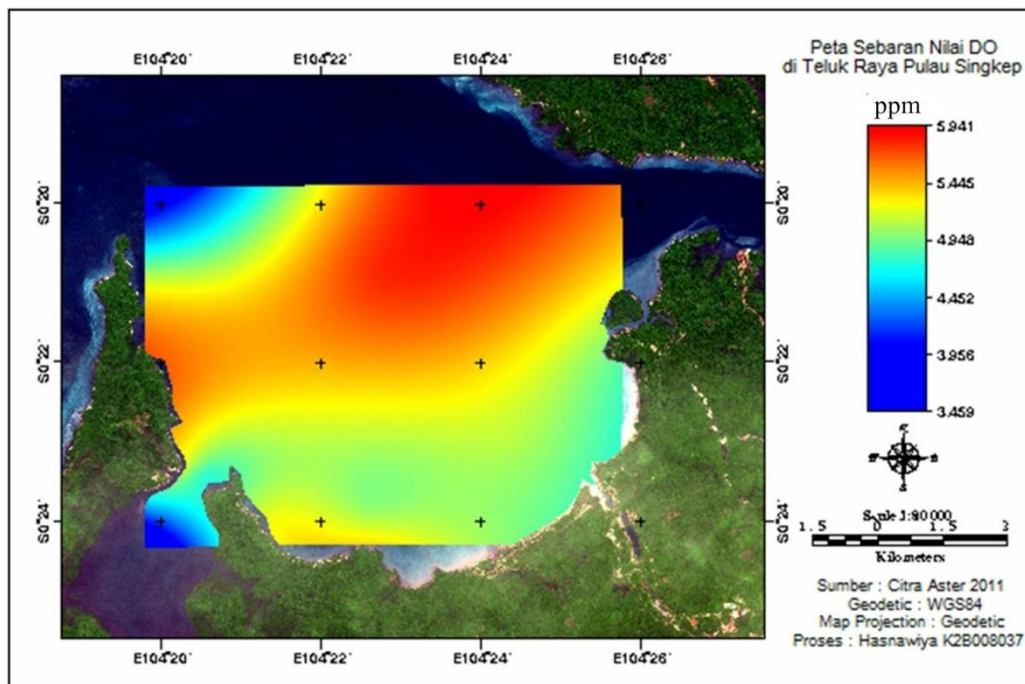 Peta Sebaran Nilai DO
di Teluk Raya Pulau Singkep
E104°20' E104°22' E104°24' E104°26'
S0°20' S0°20'
S0°22' S0°22'
S0°24' S0°24'
E104°20' E104°22' E104°24' E104°26'
ppm
5.941
5.445
4.948
4.452
3.956
3.459
Scale 1:80 000
1.5 0 1.5 3
Kilometers
Sumber : Citra Aster 2011
Geodetic : WGS84
Map Projection : Geodetic
Proses : Hasnawiya K2B008037